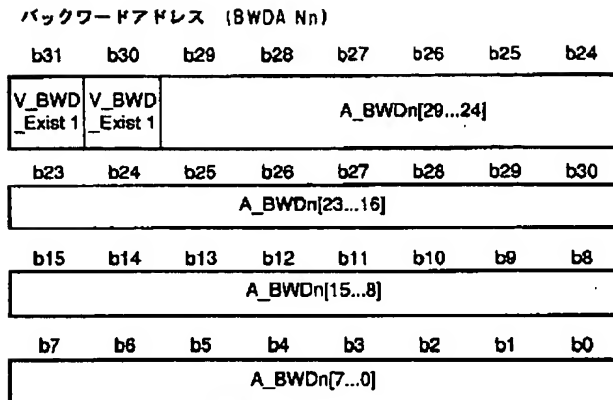 バックワードアドレス (BWDA Nn)
b31 b30 b29 b28 b27 b26 b25 b24
V_BWD _Exist 1 V_BWD _Exist 1 A_BWDn[29...24]
b23 b24 b25 b26 b27 b28 b29 b30
A_BWDn[23...16]
b15 b14 b13 b12 b11 b10 b9 b8
A_BWDn[15...8]
b7 b6 b5 b4 b3 b2 b1 b0
A_BWDn[7...0]